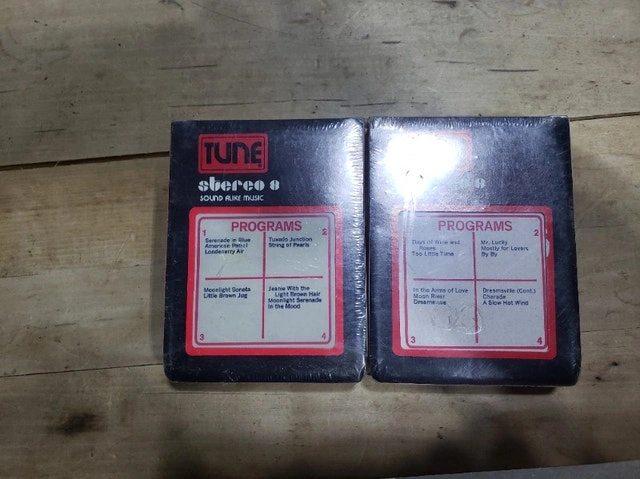 TUNE
stereo 8
SOUND ALIKE MUSIC
PROGRAMS
1
2
Serenade in Blue
American Patrol
Londonerry Air
Tuxedo Junction
String of Pearls
Moonlight Sonata
Little Brown Jug
Jeanie With the
Light Brown Hair
Moonlight Serenade
In the Mood
3
4
PROGRAMS
2
Days of Wine and
Roses
Too Little Time
Mr. Lucky
Mostly for Lovers
By By
In the Arms of Love
Moon River
Dreamsville
Dreamsville (Cont.)
Charade
A Slow Hot Wind
3
4